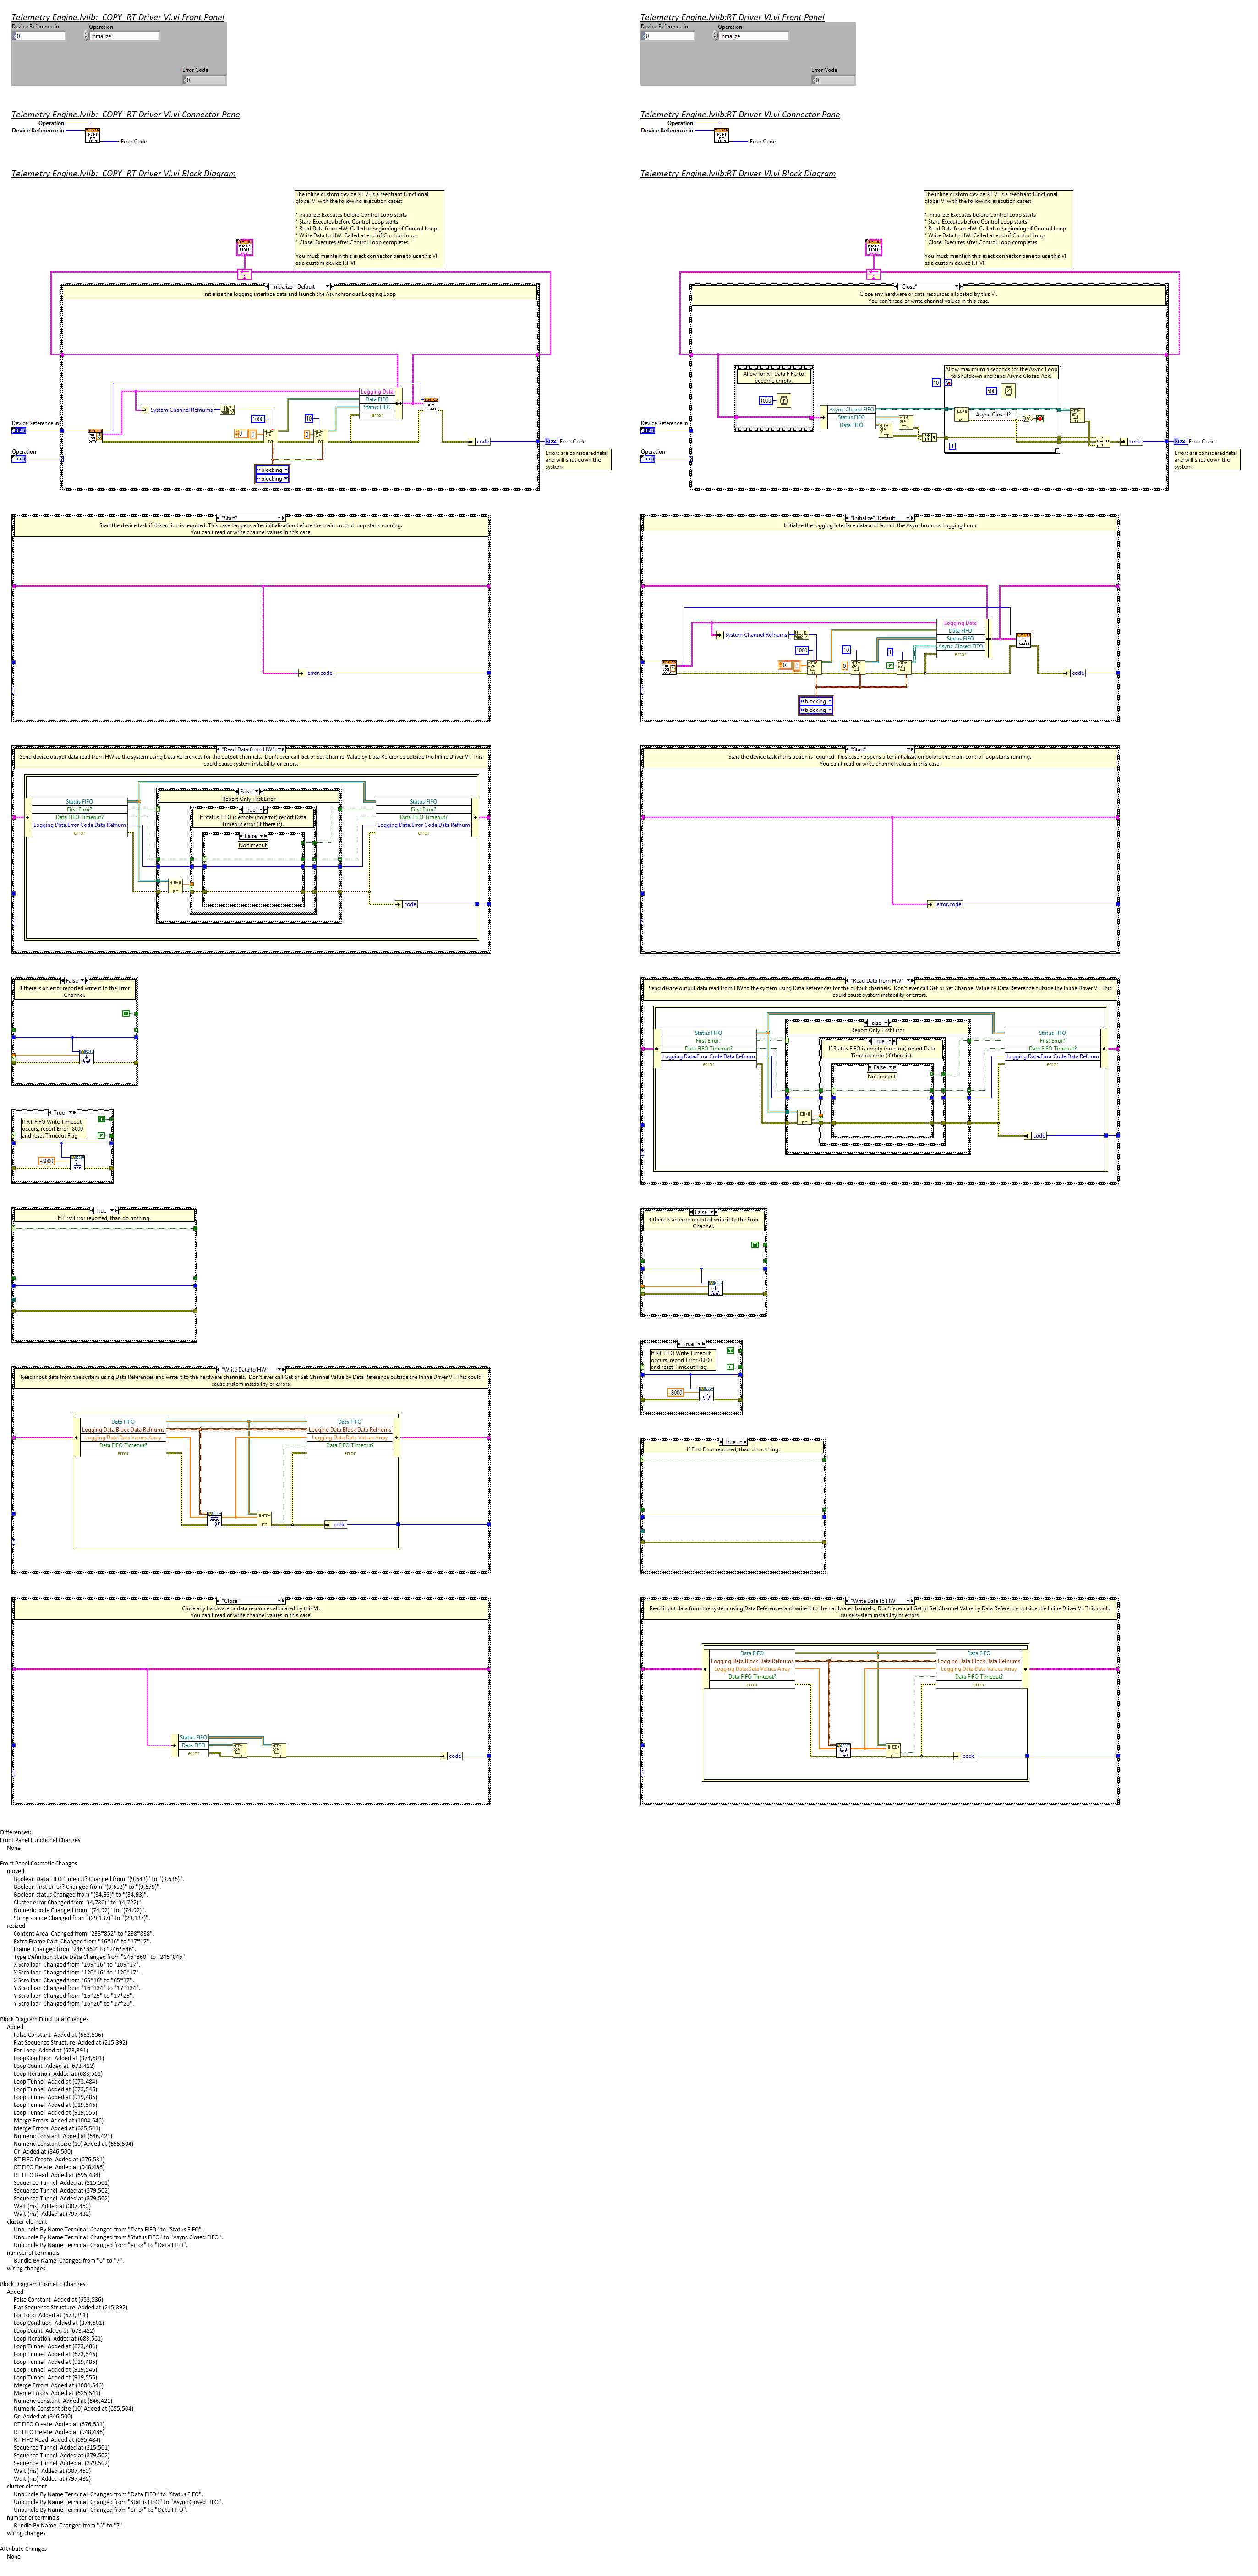 Telemetry Engine.lvlib:_COPY_RT Driver VI.vi Front Panel
Device Reference in
Operation
0
Initialize
Error Code
0
Telemetry Engine.lvlib:_COPY_RT Driver VI.vi Connector Pane
Operation
Device Reference in
Error Code
Telemetry Engine.lvlib:_COPY_RT Driver VI.vi Block Diagram
The inline custom device RT VI is a reentrant functional
global VI with the following execution cases:
* Initialize: Executes before Control Loop starts
* Start: Executes before Control Loop starts
* Read Data from HW: Called at beginning of Control Loop
* Write Data to HW: Called at end of Control Loop
* Close: Executes after Control Loop completes
You must maintain this exact connector pane to use this VI
as a custom device RT VI.
"Initialize", Default
Initialize the logging interface data and launch the Asynchronous Logging Loop
Logging Data
Data FIFO
Status FIFO
error
System Channel Refnums
1000
10
0
0
blocking
blocking
code
Device Reference in
Operation
Error Code
Errors are considered fatal
and will shut down the
system.
"Start"
Start the device task if this action is required. This case happens after initialization before the main control loop starts running.
You can't read or write channel values in this case.
error.code
"Read Data from HW"
Send device output data read from HW to the system using Data References for the output channels.  Don't ever call Get or Set Channel Value by Data Reference outside the Inline Driver VI. This
could cause system instability or errors.
Status FIFO
First Error?
Data FIFO Timeout?
Logging Data.Error Code Data Refnum
error
False
Report Only First Error
True
If Status FIFO is empty (no error) report Data
Timeout error (if there is).
False
No timeout
Status FIFO
First Error?
Data FIFO Timeout?
Logging Data.Error Code Data Refnum
error
code
False
If there is an error reported write it to the Error
Channel.
True
If RT FIFO Write Timeout
occurs, report Error -8000
and reset Timeout Flag.
-8000
True
If First Error reported, than do nothing.
"Write Data to HW"
Read input data from the system using Data References and write it to the hardware channels.  Don't ever call Get or Set Channel Value by Data Reference outside the Inline Driver VI. This could
cause system instability or errors.
Data FIFO
Logging Data.Block Data Refnums
Logging Data.Data Values Array
Data FIFO Timeout?
error
Data FIFO
Logging Data.Block Data Refnums
Logging Data.Data Values Array
Data FIFO Timeout?
error
code
"Close"
Close any hardware or data resources allocated by this VI.
You can't read or write channel values in this case.
Status FIFO
Data FIFO
error
code
Telemetry Engine.lvlib:RT Driver VI.vi Front Panel
Device Reference in
Operation
0
Initialize
Error Code
0
Telemetry Engine.lvlib:RT Driver VI.vi Connector Pane
Operation
Device Reference in
Error Code
Telemetry Engine.lvlib:RT Driver VI.vi Block Diagram
The inline custom device RT VI is a reentrant functional
global VI with the following execution cases:
* Initialize: Executes before Control Loop starts
* Start: Executes before Control Loop starts
* Read Data from HW: Called at beginning of Control Loop
* Write Data to HW: Called at end of Control Loop
* Close: Executes after Control Loop completes
You must maintain this exact connector pane to use this VI
as a custom device RT VI.
"Close"
Close any hardware or data resources allocated by this VI.
You can't read or write channel values in this case.
Allow for RT Data FIFO to
become empty.
1000
Async Closed FIFO
Status FIFO
Data FIFO
Allow maximum 5 seconds for the Async Loop
to Shutdown and send Async Closed Ack.
10
500
Async Closed?
code
Device Reference in
Operation
Error Code
Errors are considered fatal
and will shut down the
system.
"Initialize", Default
Initialize the logging interface data and launch the Asynchronous Logging Loop
Logging Data
Data FIFO
Status FIFO
Async Closed FIFO
error
System Channel Refnums
1000
10
1
0
0
F
blocking
blocking
code
"Start"
Start the device task if this action is required. This case happens after initialization before the main control loop starts running.
You can't read or write channel values in this case.
error.code
"Read Data from HW"
Send device output data read from HW to the system using Data References for the output channels.  Don't ever call Get or Set Channel Value by Data Reference outside the Inline Driver VI. This
could cause system instability or errors.
Status FIFO
First Error?
Data FIFO Timeout?
Logging Data.Error Code Data Refnum
error
False
Report Only First Error
True
If Status FIFO is empty (no error) report Data
Timeout error (if there is).
False
No timeout
Status FIFO
First Error?
Data FIFO Timeout?
Logging Data.Error Code Data Refnum
error
code
False
If there is an error reported write it to the Error
Channel.
True
If RT FIFO Write Timeout
occurs, report Error -8000
and reset Timeout Flag.
-8000
True
If First Error reported, than do nothing.
"Write Data to HW"
Read input data from the system using Data References and write it to the hardware channels.  Don't ever call Get or Set Channel Value by Data Reference outside the Inline Driver VI. This could
cause system instability or errors.
Data FIFO
Logging Data.Block Data Refnums
Logging Data.Data Values Array
Data FIFO Timeout?
error
Data FIFO
Logging Data.Block Data Refnums
Logging Data.Data Values Array
Data FIFO Timeout?
error
code
Differences:
Front Panel Functional Changes
None
Front Panel Cosmetic Changes
moved
Boolean Data FIFO Timeout? Changed from "(9,643)" to "(9,636)".
Boolean First Error? Changed from "(9,693)" to "(9,679)".
Boolean status Changed from "(34,93)" to "(34,93)".
Cluster error Changed from "(4,736)" to "(4,722)".
Numeric code Changed from "(74,92)" to "(74,92)".
String source Changed from "(29,137)" to "(29,137)".
resized
Content Area  Changed from "238*852" to "238*838".
Extra Frame Part  Changed from "16*16" to "17*17".
Frame  Changed from "246*860" to "246*846".
Type Definition State Data Changed from "246*860" to "246*846".
X Scrollbar  Changed from "109*16" to "109*17".
X Scrollbar  Changed from "120*16" to "120*17".
X Scrollbar  Changed from "65*16" to "65*17".
Y Scrollbar  Changed from "16*134" to "17*134".
Y Scrollbar  Changed from "16*25" to "17*25".
Y Scrollbar  Changed from "16*26" to "17*26".
Block Diagram Functional Changes
Added
False Constant  Added at (653,536)
Flat Sequence Structure  Added at (215,392)
For Loop  Added at (673,391)
Loop Condition  Added at (874,501)
Loop Count  Added at (673,422)
Loop Iteration  Added at (683,561)
Loop Tunnel  Added at (673,484)
Loop Tunnel  Added at (673,546)
Loop Tunnel  Added at (919,485)
Loop Tunnel  Added at (919,546)
Loop Tunnel  Added at (919,555)
Merge Errors  Added at (1004,546)
Merge Errors  Added at (625,541)
Numeric Constant  Added at (646,421)
Numeric Constant size (10) Added at (655,504)
Or  Added at (846,500)
RT FIFO Create  Added at (676,531)
RT FIFO Delete  Added at (948,486)
RT FIFO Read  Added at (695,484)
Sequence Tunnel  Added at (215,501)
Sequence Tunnel  Added at (379,502)
Sequence Tunnel  Added at (379,502)
Wait (ms)  Added at (307,453)
Wait (ms)  Added at (797,432)
cluster element
Unbundle By Name Terminal  Changed from "Data FIFO" to "Status FIFO".
Unbundle By Name Terminal  Changed from "Status FIFO" to "Async Closed FIFO".
Unbundle By Name Terminal  Changed from "error" to "Data FIFO".
number of terminals
Bundle By Name  Changed from "6" to "7".
wiring changes
Block Diagram Cosmetic Changes
Added
False Constant  Added at (653,536)
Flat Sequence Structure  Added at (215,392)
For Loop  Added at (673,391)
Loop Condition  Added at (874,501)
Loop Count  Added at (673,422)
Loop Iteration  Added at (683,561)
Loop Tunnel  Added at (673,484)
Loop Tunnel  Added at (673,546)
Loop Tunnel  Added at (919,485)
Loop Tunnel  Added at (919,546)
Loop Tunnel  Added at (919,555)
Merge Errors  Added at (1004,546)
Merge Errors  Added at (625,541)
Numeric Constant  Added at (646,421)
Numeric Constant size (10) Added at (655,504)
Or  Added at (846,500)
RT FIFO Create  Added at (676,531)
RT FIFO Delete  Added at (948,486)
RT FIFO Read  Added at (695,484)
Sequence Tunnel  Added at (215,501)
Sequence Tunnel  Added at (379,502)
Sequence Tunnel  Added at (379,502)
Wait (ms)  Added at (307,453)
Wait (ms)  Added at (797,432)
cluster element
Unbundle By Name Terminal  Changed from "Data FIFO" to "Status FIFO".
Unbundle By Name Terminal  Changed from "Status FIFO" to "Async Closed FIFO".
Unbundle By Name Terminal  Changed from "error" to "Data FIFO".
number of terminals
Bundle By Name  Changed from "6" to "7".
wiring changes
Attribute Changes
None